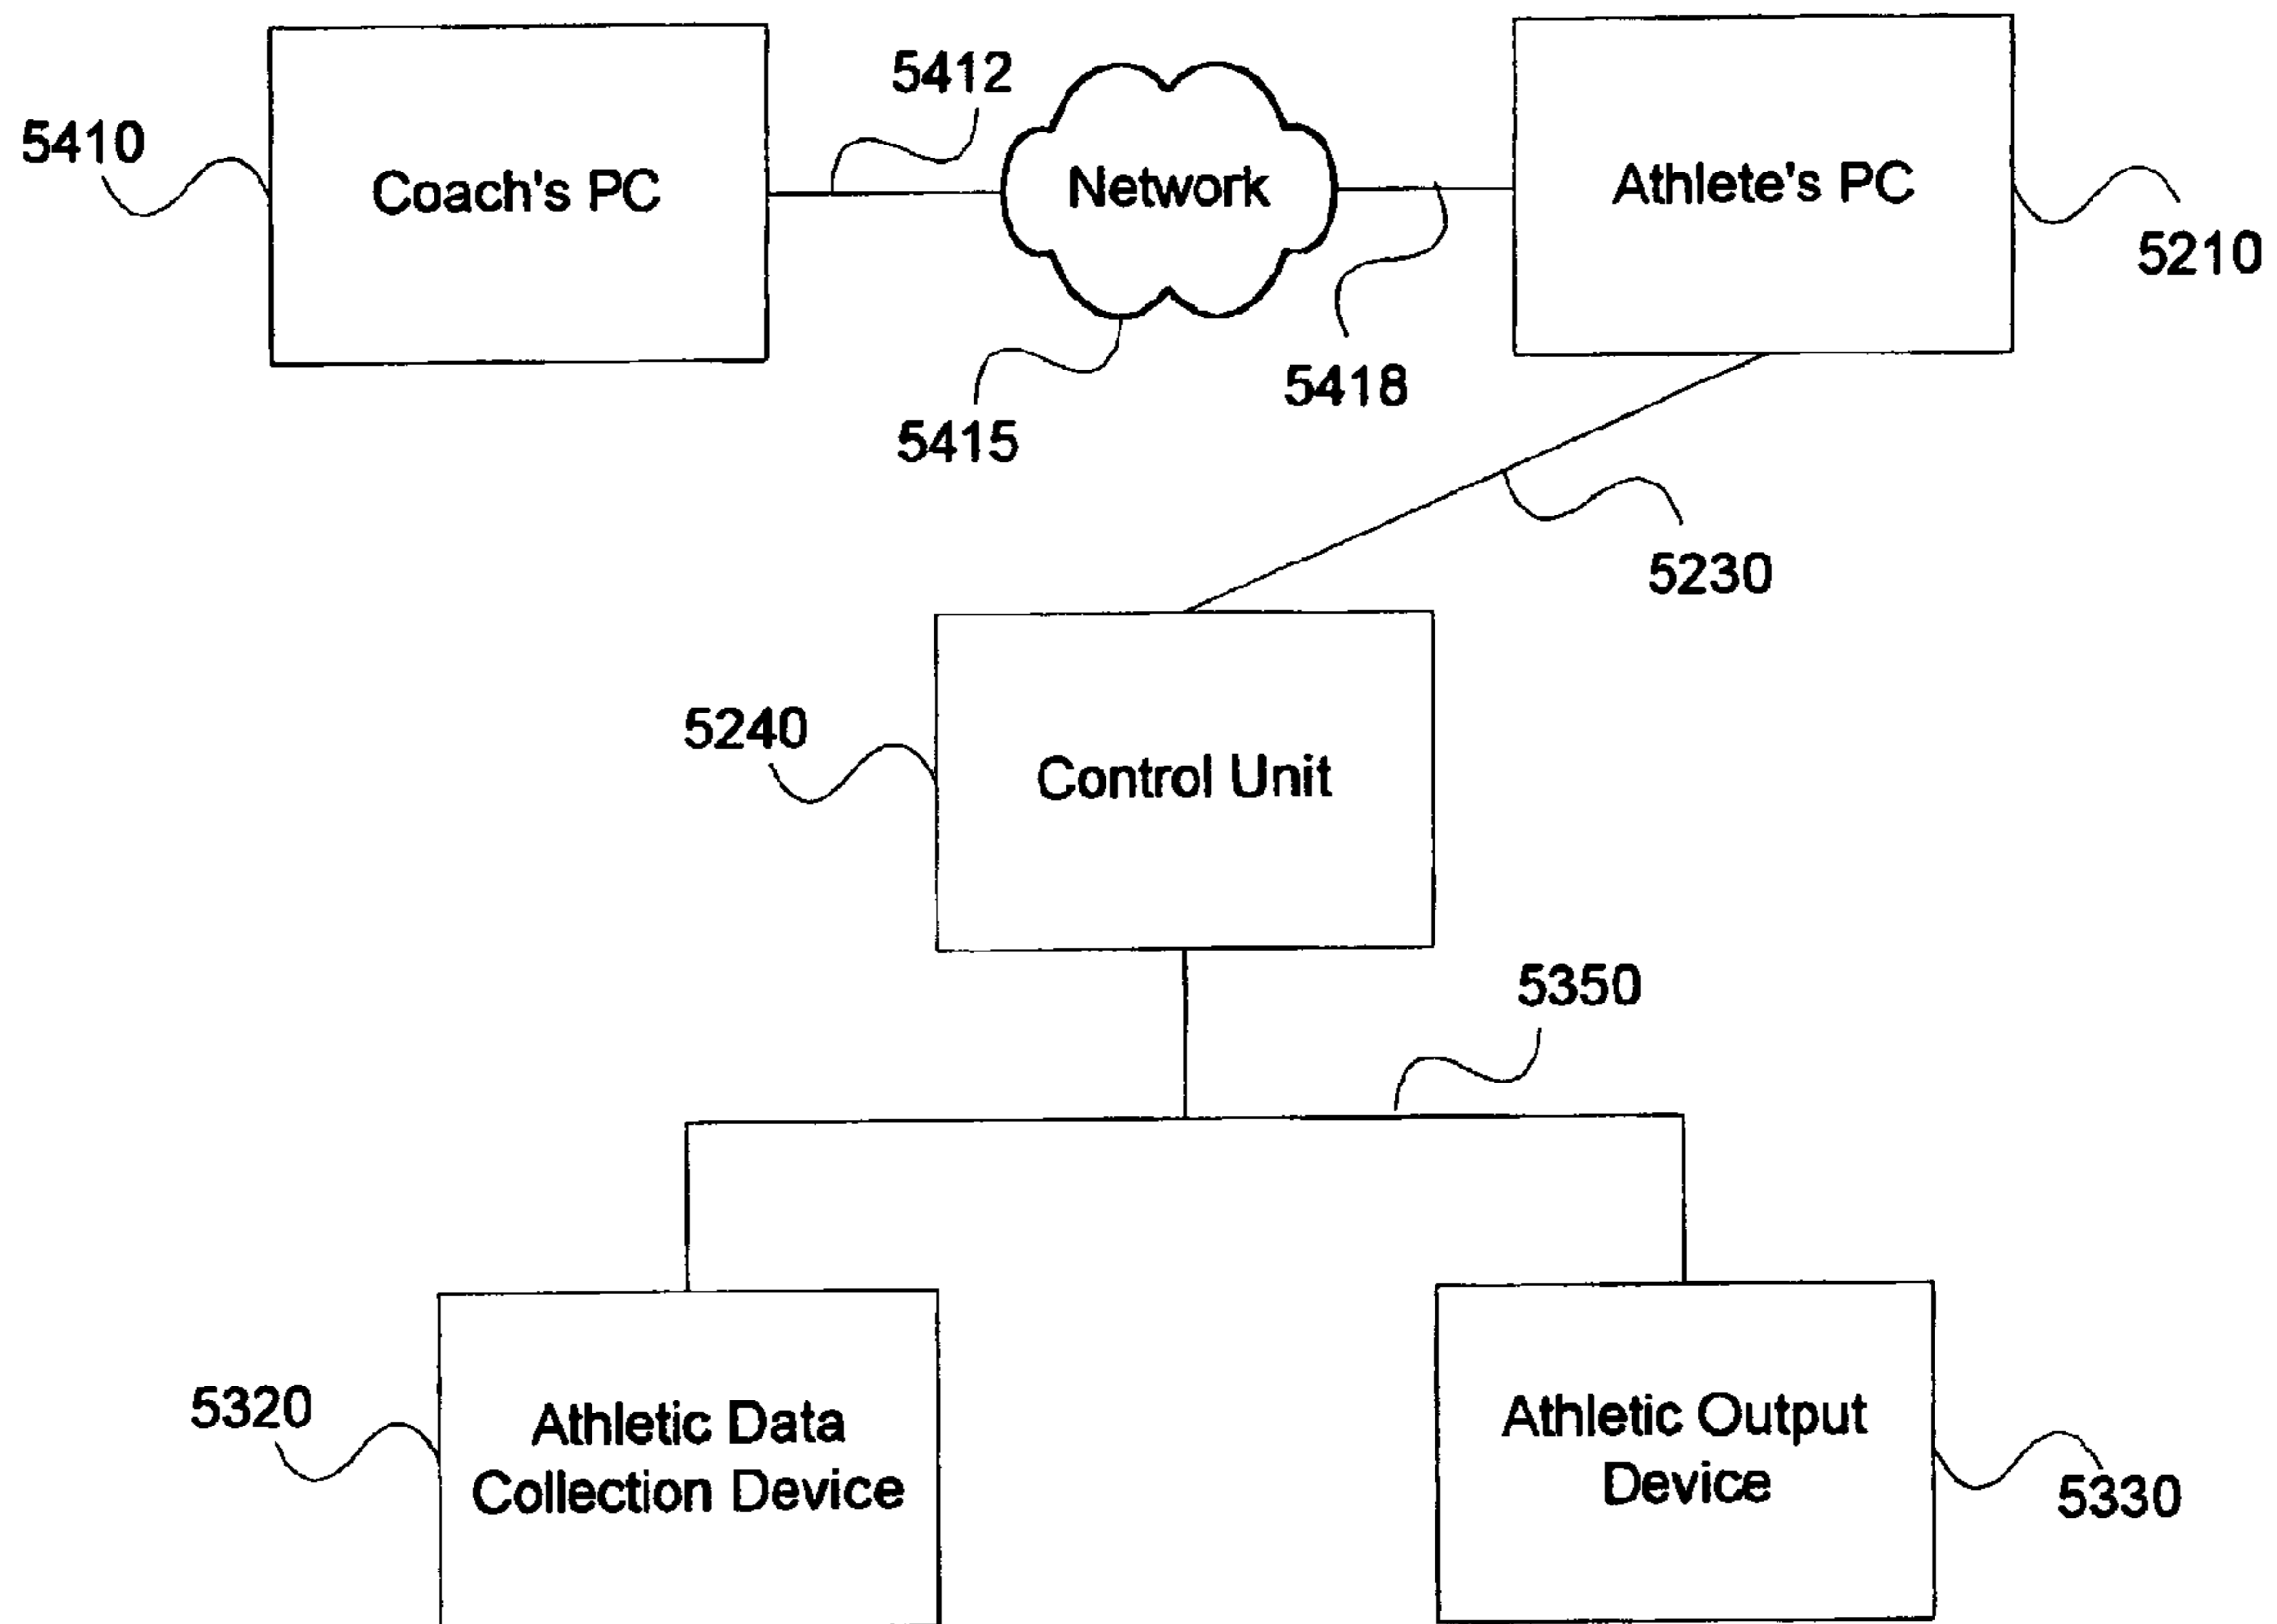 5412
5410
Coach's PC
Network
Athlete's PC
5210
5418
5415
5230
5240
Control Unit
5350
5320
Athletic Data
Collection Device
Athletic Output
Device
5330